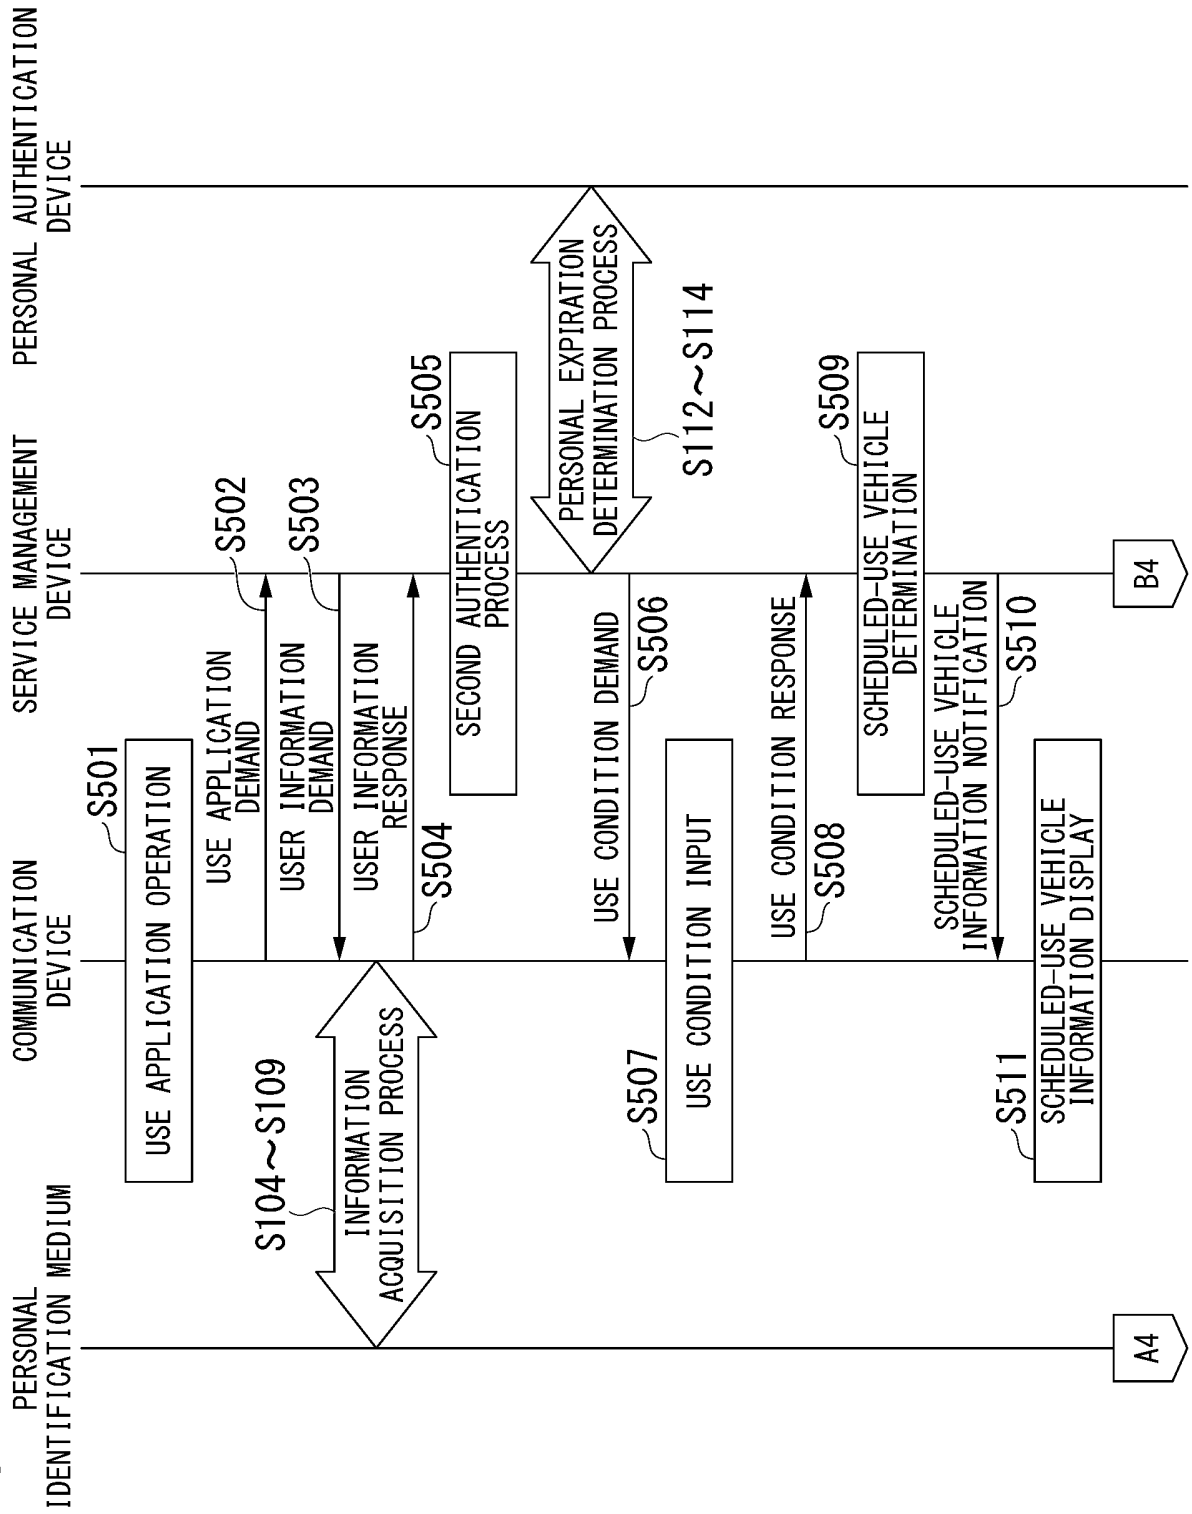 PERSONAL
IDENTIFICATION MEDIUM
COMMUNICATION
DEVICE
SERVICE MANAGEMENT
DEVICE
PERSONAL AUTHENTICATION
DEVICE
S501
USE APPLICATION OPERATION
USE APPLICATION
DEMAND
S502
USER INFORMATION
DEMAND
S503
S104~S109
INFORMATION
ACQUISITION PROCESS
USER INFORMATION
RESPONSE
S504
S505
SECOND AUTHENTICATION
PROCESS
PERSONAL EXPIRATION
DETERMINATION PROCESS
S112~S114
USE CONDITION DEMAND
S506
S507
USE CONDITION INPUT
USE CONDITION RESPONSE
S508
S509
SCHEDULED-USE VEHICLE
DETERMINATION
SCHEDULED-USE VEHICLE
INFORMATION NOTIFICATION
S510
S511
SCHEDULED-USE VEHICLE
INFORMATION DISPLAY
A4
B4